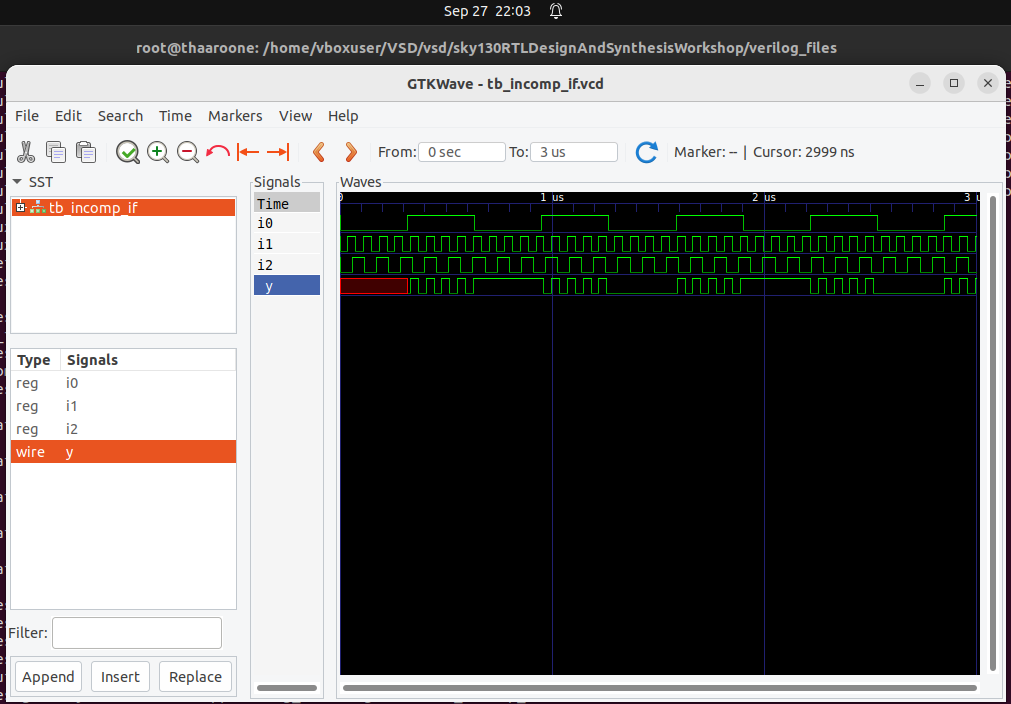 Sep 27 22:03
root@thaaroone: /home/vboxuser/VSD/vsd/sky130RTLDesignAndSynthesisWorkshop/verilog_files
GTKWave - tb_incomp_if.vcd
File Edit Search Time Markers View Help
From: 0 sec To: 3 us Marker: -- | Cursor: 2999 ns
SST
tb_incomp_if
Type Signals
reg i0
reg i1
reg i2
wire y
Filter:
Append Insert Replace
Signals
Time
i0
i1
i2
y
Waves
0 1 us 2 us 3 u